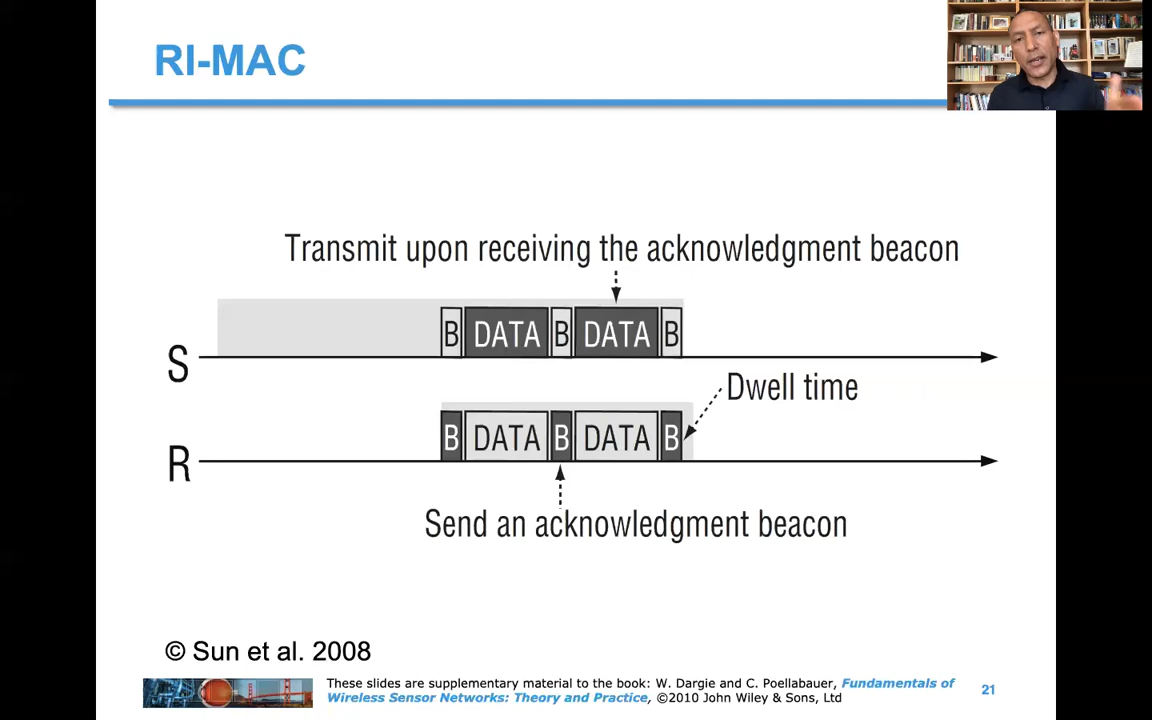 RI-MAC
Transmit upon receiving the acknowledgment beacon
S
B DATA B DATA B
Dwell time
R
B DATA B DATA B
Send an acknowledgment beacon
© Sun et al. 2008
These slides are supplementary material to the book: W. Dargie and C. Poellabauer, Fundamentals of
Wireless Sensor Networks: Theory and Practice, ©2010 John Wiley & Sons, Ltd
21